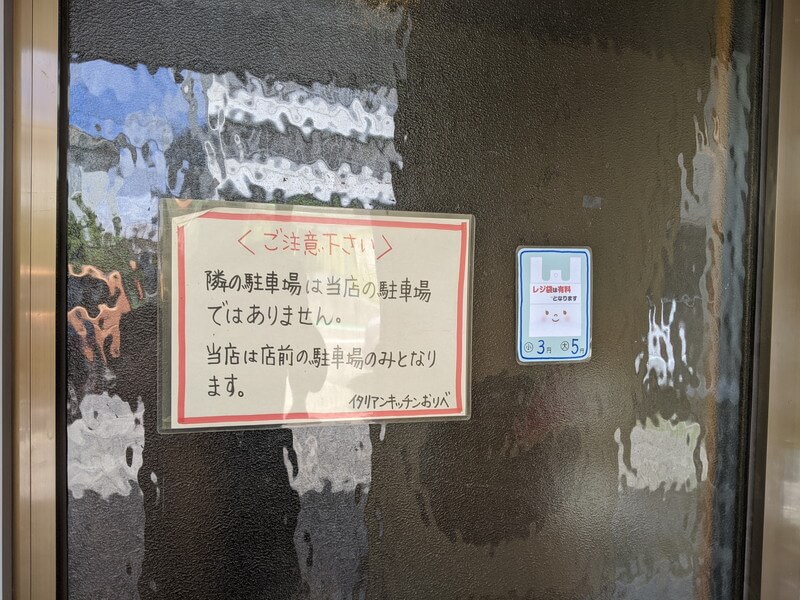 ＜ご注意下さい＞
隣の駐車場は当店の駐車場
ではありません。
当店は店前の駐車場のみとなり
ます。
イタリアンキッチンおりべ
レジ袋は有料
となります
小 3円 大 5円